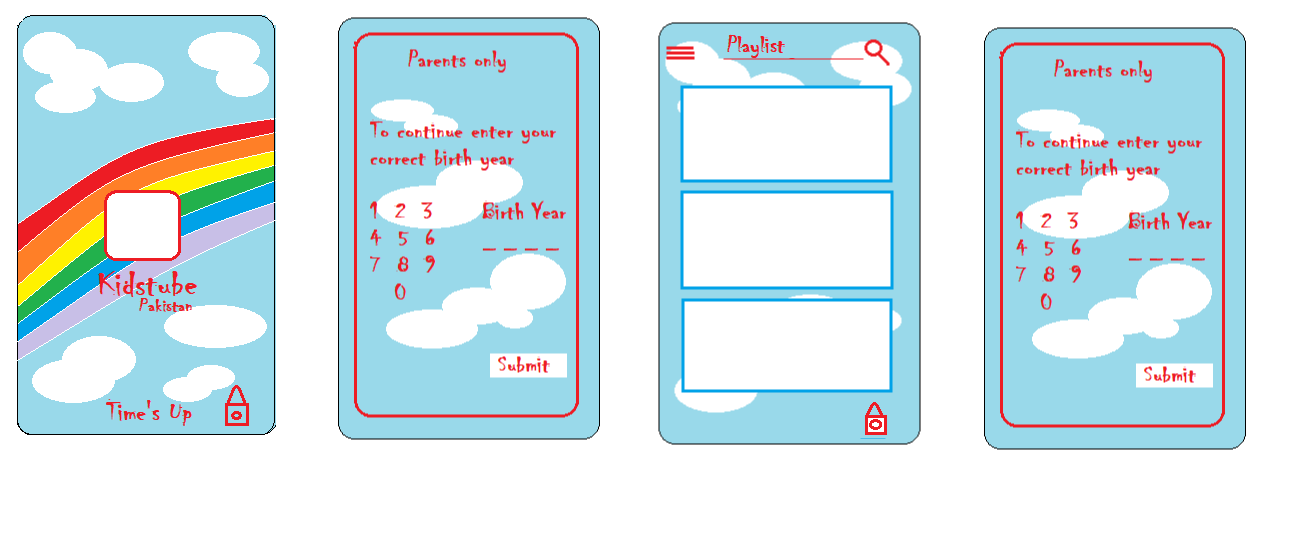 Kidstube
Pakistan
Time's Up
Parents only
To continue enter your
correct birth year
1 2 3
Birth Year
4 5 6
_ _ _ _
7 8 9
0
Submit
Playlist
Parents only
To continue enter your
correct birth year
1 2 3
Birth Year
4 5 6
_ _ _ _
7 8 9
0
Submit